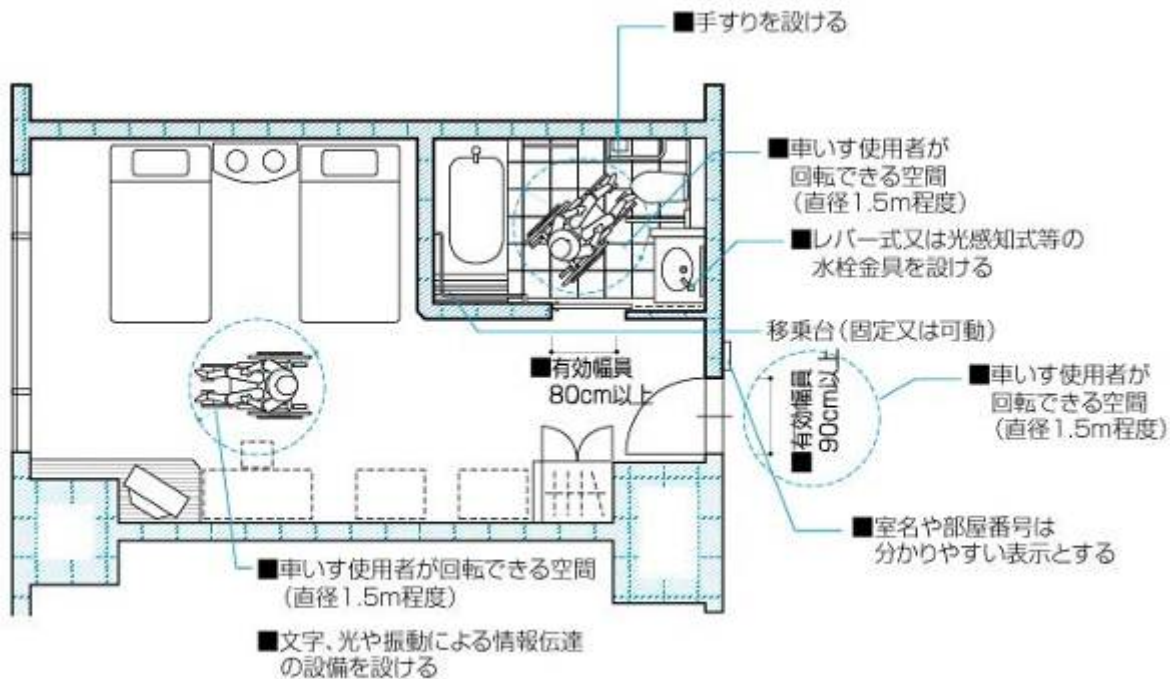 ■手すりを設ける
■車いす使用者が
回転できる空間
(直径1.5m程度)
■レバー式又は光感知式等の
水栓金具を設ける
移乗台(固定又は可動)
■有効幅員
80cm以上
■有効幅員
90cm以上
■車いす使用者が
回転できる空間
(直径1.5m程度)
■室名や部屋番号は
分かりやすい表示とする
■車いす使用者が回転できる空間
(直径1.5m程度)
■文字、光や振動による情報伝達
の設備を設ける